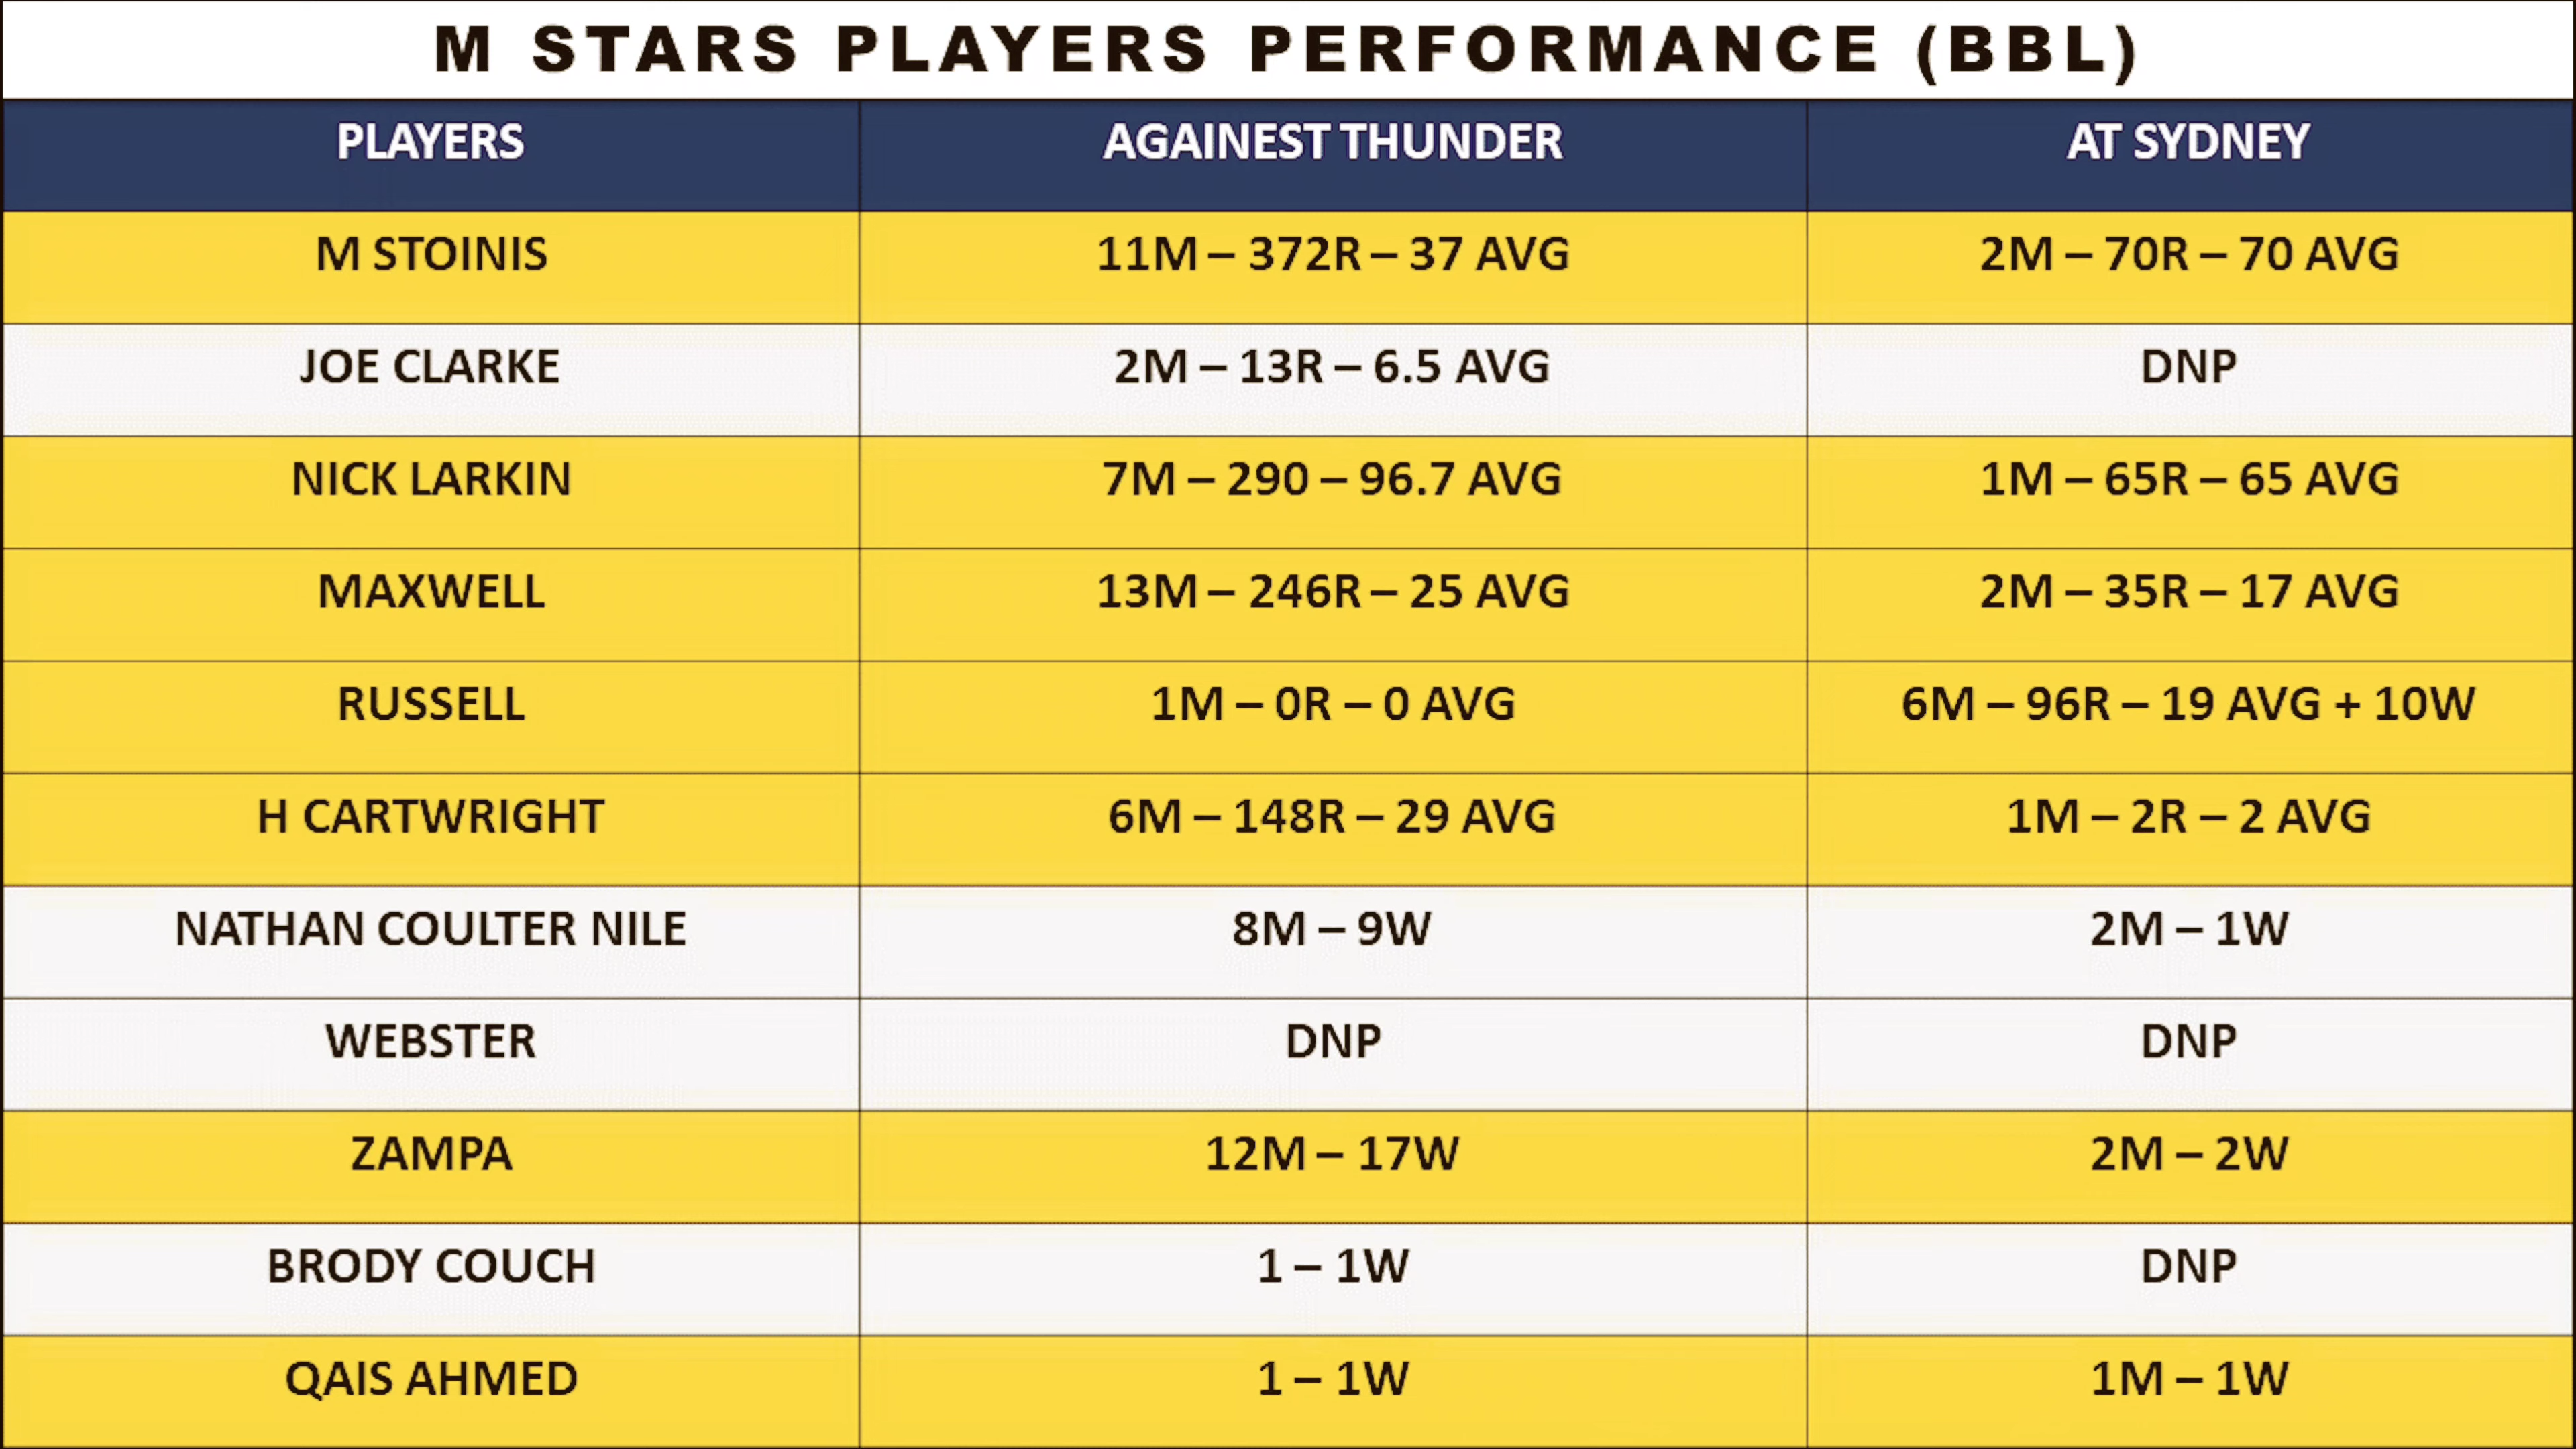 M STARS PLAYERS PERFORMANCE (BBL)
PLAYERS AGAINEST THUNDER AT SYDNEY
M STOINIS 11M – 372R – 37 AVG 2M – 70R – 70 AVG
JOE CLARKE 2M – 13R – 6.5 AVG DNP
NICK LARKIN 7M – 290 – 96.7 AVG 1M – 65R – 65 AVG
MAXWELL 13M – 246R – 25 AVG 2M – 35R – 17 AVG
RUSSELL 1M – 0R – 0 AVG 6M – 96R – 19 AVG + 10W
H CARTWRIGHT 6M – 148R – 29 AVG 1M – 2R – 2 AVG
NATHAN COULTER NILE 8M – 9W 2M – 1W
WEBSTER DNP DNP
ZAMPA 12M – 17W 2M – 2W
BRODY COUCH 1 – 1W DNP
QAIS AHMED 1 – 1W 1M – 1W